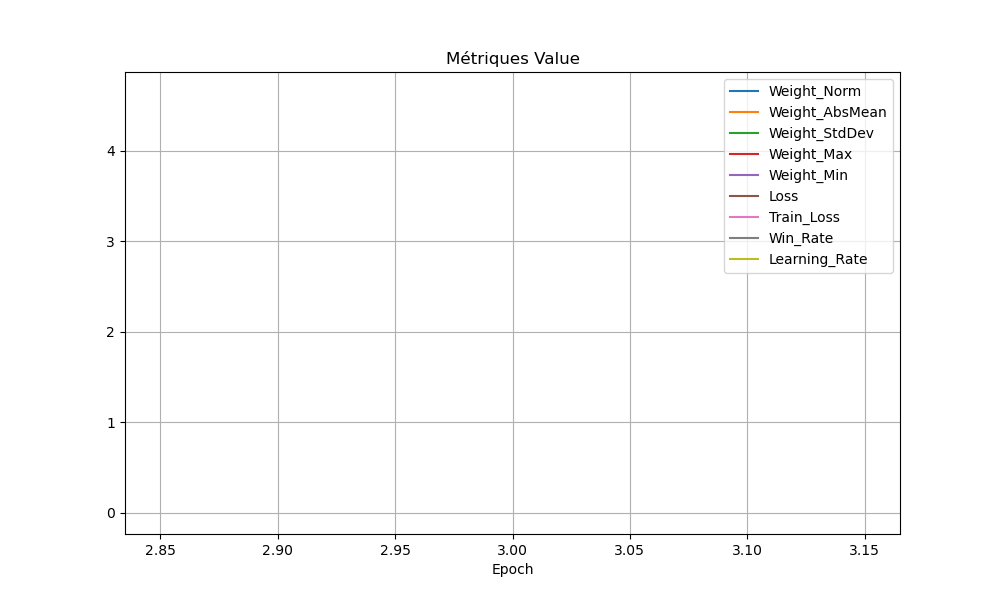 Métriques Value
Weight_Norm
Weight_AbsMean
Weight_StdDev
Weight_Max
Weight_Min
Loss
Train_Loss
Win_Rate
Learning_Rate
4
3
2
1
0
2.85 2.90 2.95 3.00 3.05 3.10 3.15
Epoch